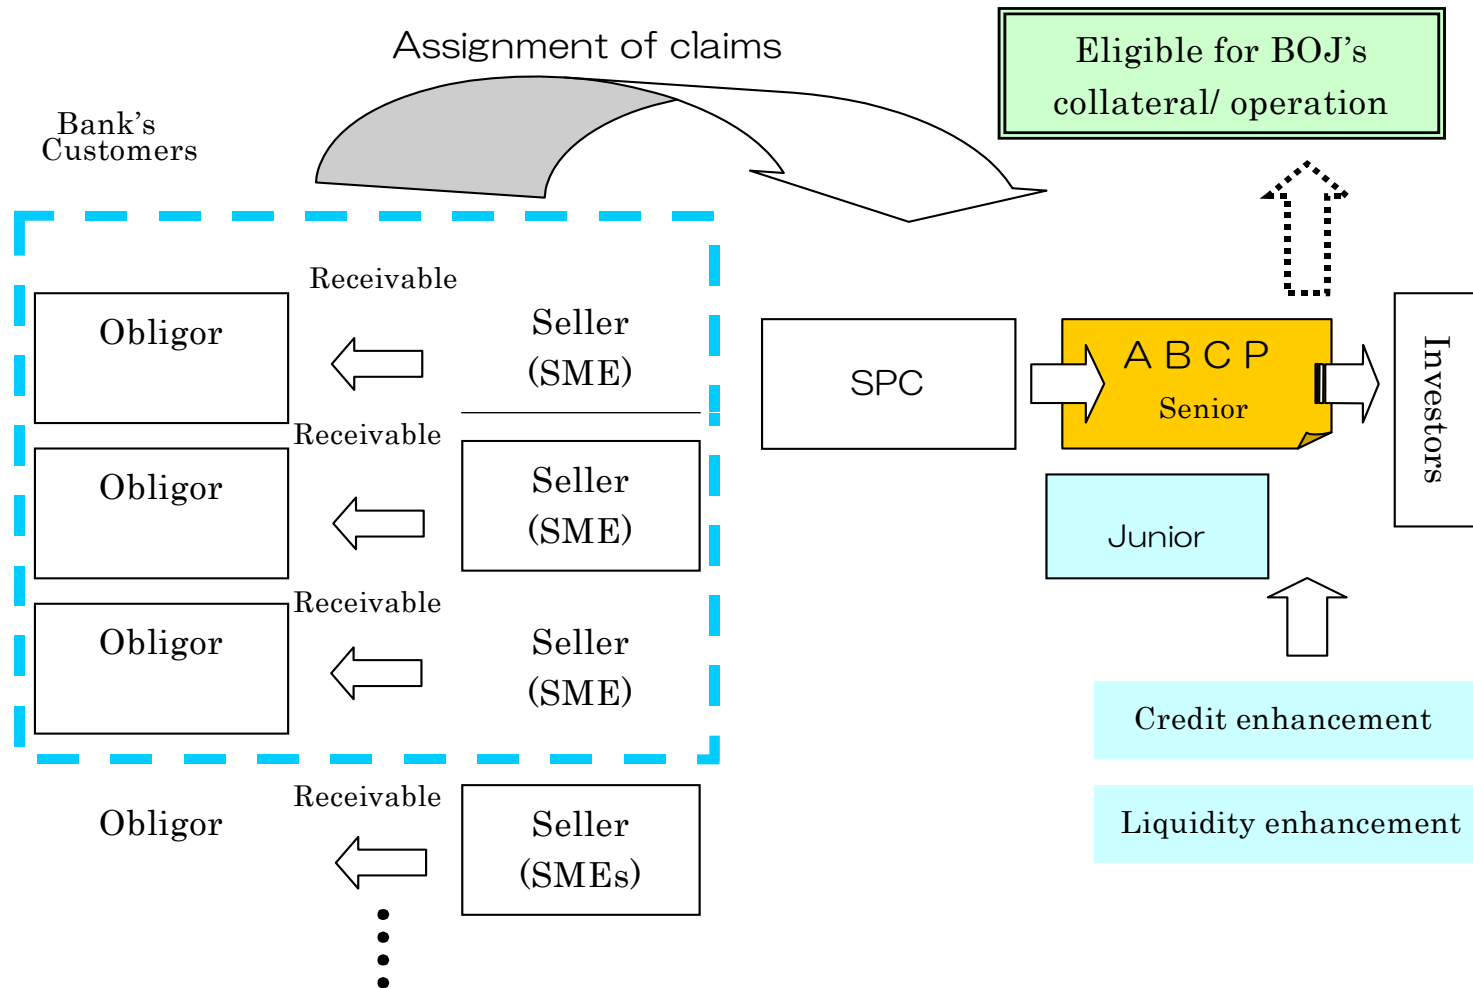 Assignment of claims
Eligible for BOJ's
collateral/ operation
Bank's
Customers
Receivable
Obligor
Seller
(SME)
Receivable
Obligor
Seller
(SME)
Receivable
Obligor
Seller
(SME)
Receivable
Obligor
Seller
(SMEs)
SPC
ABCP
Senior
Investors
Junior
Credit enhancement
Liquidity enhancement